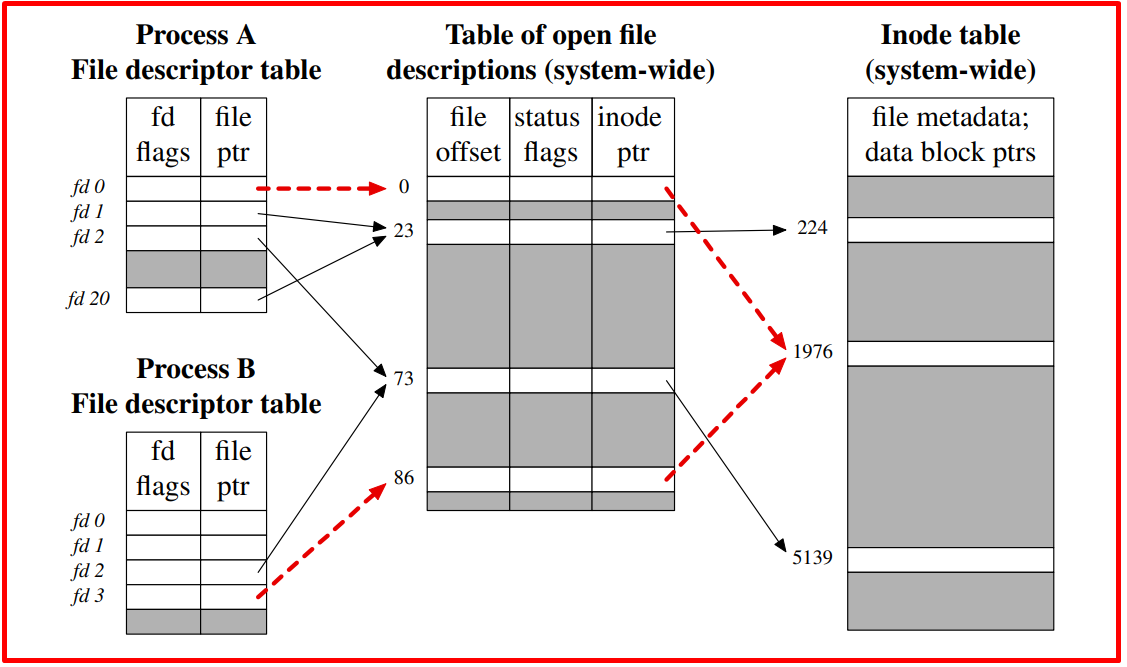 Process A
File descriptor table
fd
flags
file
ptr
fd 0
fd 1
fd 2
fd 20
Process B
File descriptor table
fd
flags
file
ptr
fd 0
fd 1
fd 2
fd 3
Table of open file
descriptions (system-wide)
file
offset
status
flags
inode
ptr
0
23
73
86
Inode table
(system-wide)
file metadata;
data block ptrs
224
1976
5139